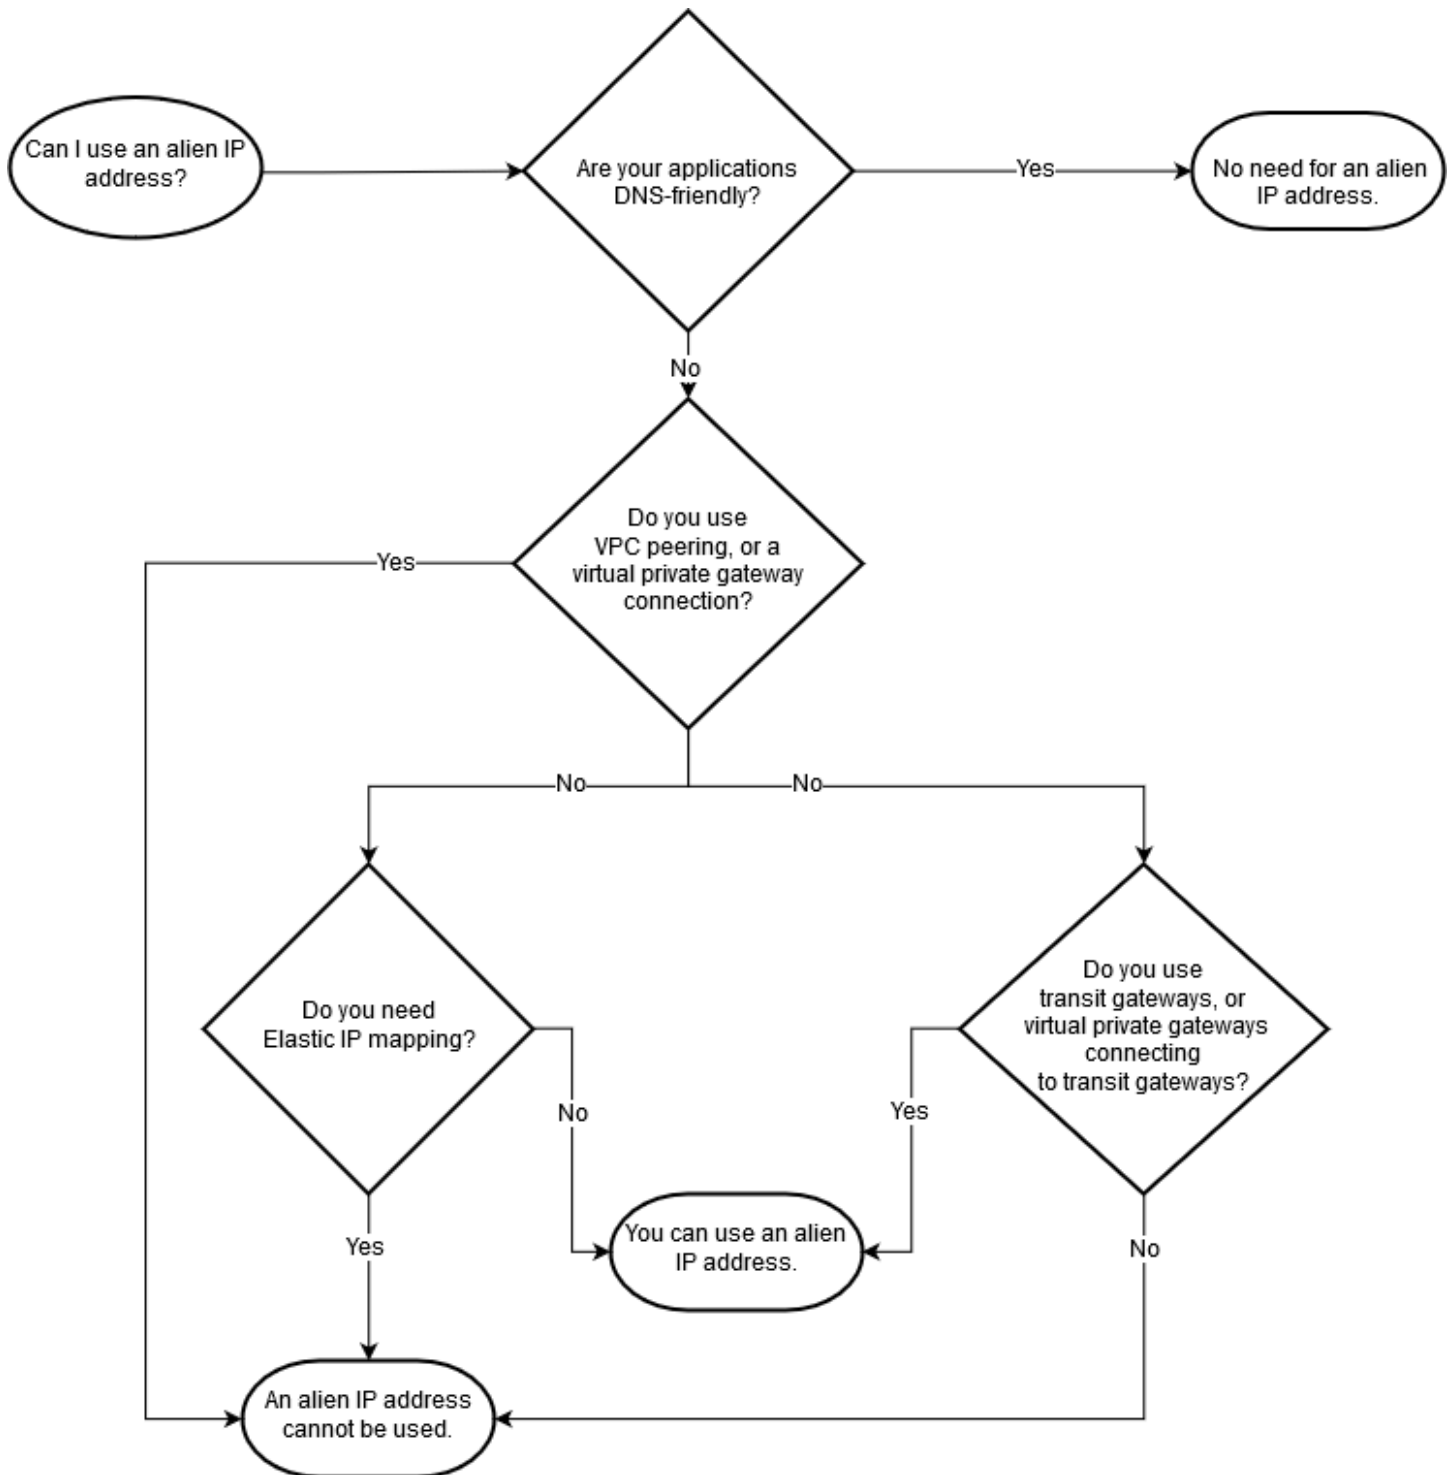 Can I use an alien IP
address?
Are your applications
DNS-friendly?
Yes
No need for an alien
IP address.
No
Do you use
VPC peering, or a
virtual private gateway
connection?
Yes
No
No
Do you need
Elastic IP mapping?
Do you use
transit gateways, or
virtual private gateways
connecting
to transit gateways?
No
Yes
Yes
You can use an alien
IP address.
No
An alien IP address
cannot be used.